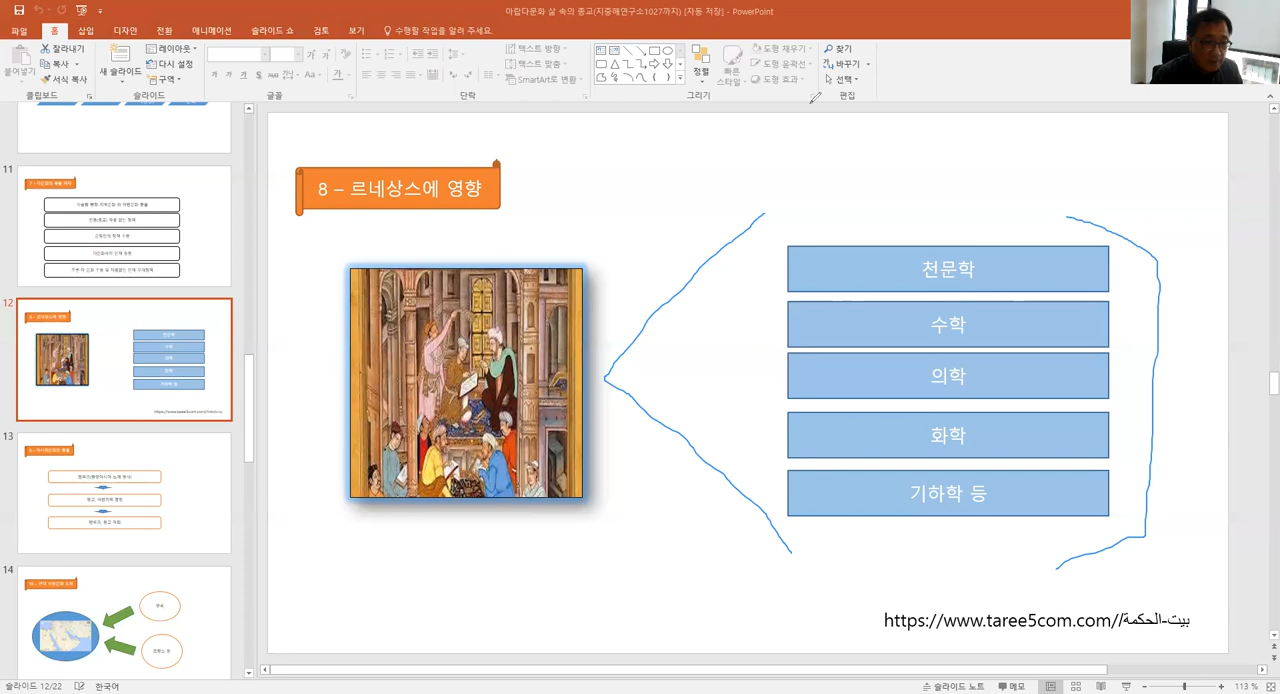 아랍다문화 삶 속의 종교(지중해연구소1027까지) [자동 저장] - PowerPoint
파일 홈 삽입 디자인 전환 애니메이션 슬라이드 쇼 검토 보기 수행할 작업을 알려 주세요.
붙여넣기 잘라내기 복사 서식 복사 클립보드
새 슬라이드 레이아웃 다시 설정 구역 슬라이드
글꼴
텍스트 방향 텍스트 맞춤 SmartArt로 변환 단락
정렬 빠른 스타일 도형 채우기 도형 윤곽선 도형 효과 그리기
찾기 바꾸기 선택 편집
11
12
13
14
8 – 르네상스에 영향
천문학
수학
의학
화학
기하학 등
https://www.taree5com.com//بيت-الحكمة
슬라이드 12/22 한국어 슬라이드 노트 메모 113 %